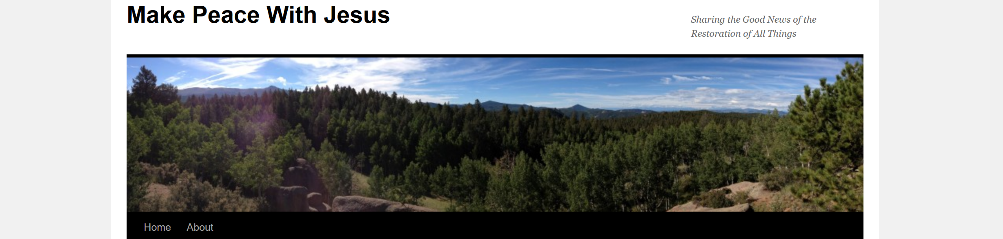 Make Peace With Jesus
Sharing the Good News of the
Restoration of All Things
Home About